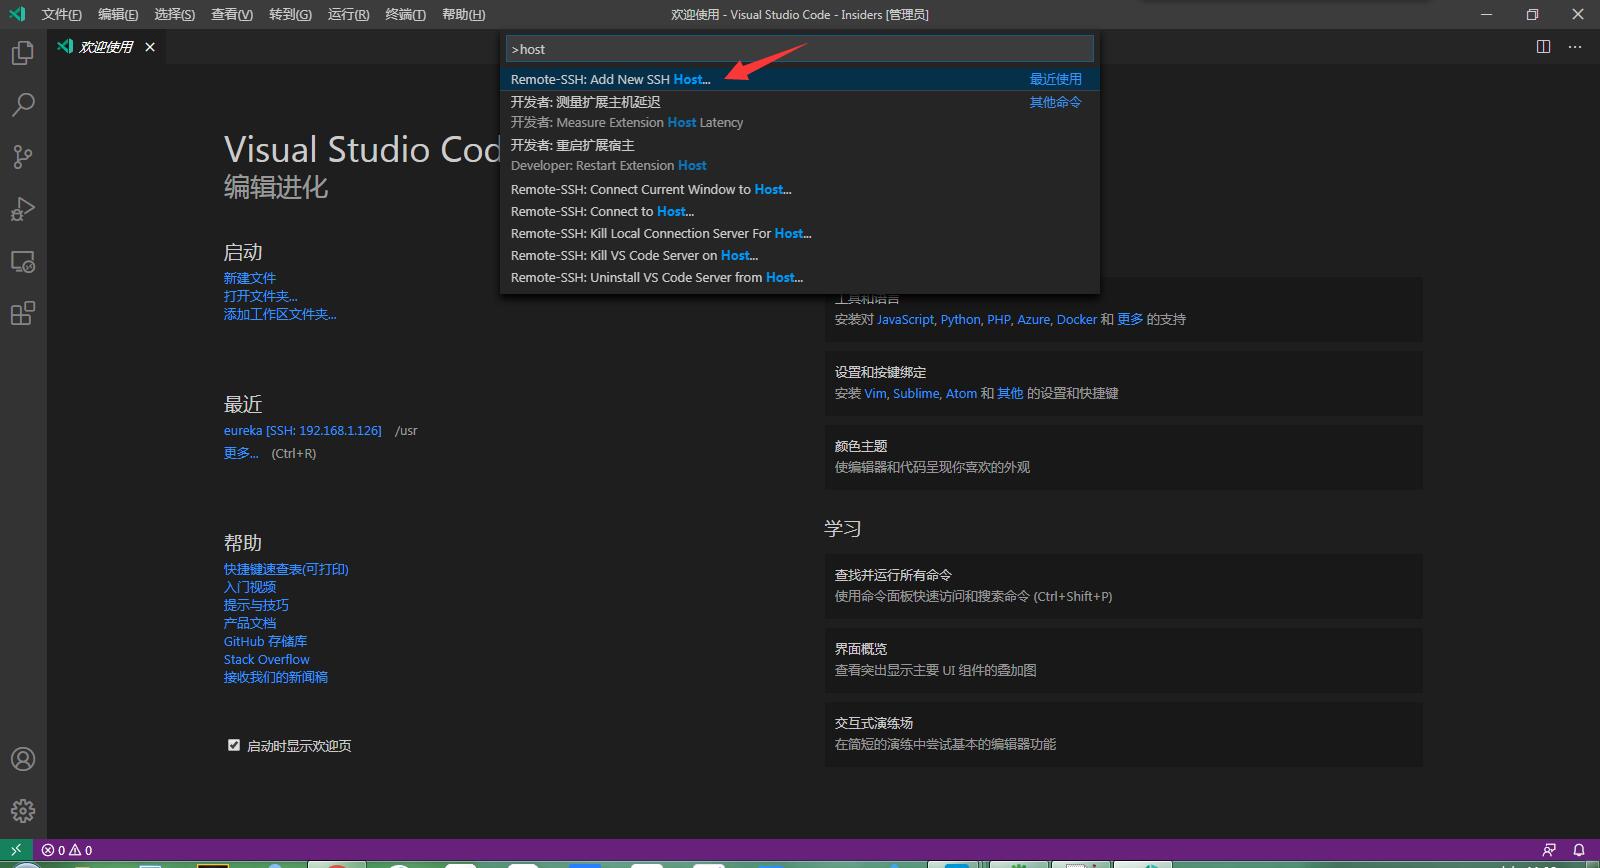 文件(F) 编辑(E) 选择(S) 查看(V) 转到(G) 运行(R) 终端(T) 帮助(H) 欢迎使用 - Visual Studio Code - Insiders [管理员]
欢迎使用
>host
Remote-SSH: Add New SSH Host... 最近使用
开发者: 测量扩展主机延迟 其他命令
开发者: Measure Extension Host Latency
开发者: 重启扩展宿主
Developer: Restart Extension Host
Remote-SSH: Connect Current Window to Host...
Remote-SSH: Connect to Host...
Remote-SSH: Kill Local Connection Server For Host...
Remote-SSH: Kill VS Code Server on Host...
Remote-SSH: Uninstall VS Code Server from Host...
Visual Studio Cod
编辑进化
启动
新建文件
打开文件夹...
添加工作区文件夹...
最近
eureka [SSH: 192.168.1.126] /usr
更多... (Ctrl+R)
帮助
快捷键速查表(可打印)
入门视频
提示与技巧
产品文档
GitHub 存储库
Stack Overflow
接收我们的新闻稿
启动时显示欢迎页
工具和语言
安装对 JavaScript, Python, PHP, Azure, Docker 和 更多 的支持
设置和按键绑定
安装 Vim, Sublime, Atom 和 其他 的设置和快捷键
颜色主题
使编辑器和代码呈现你喜欢的外观
学习
查找并运行所有命令
使用命令面板快速访问和搜索命令 (Ctrl+Shift+P)
界面概览
查看突出显示主要 UI 组件的叠加图
交互式演练场
在简短的演练中尝试基本的编辑器功能
0 0